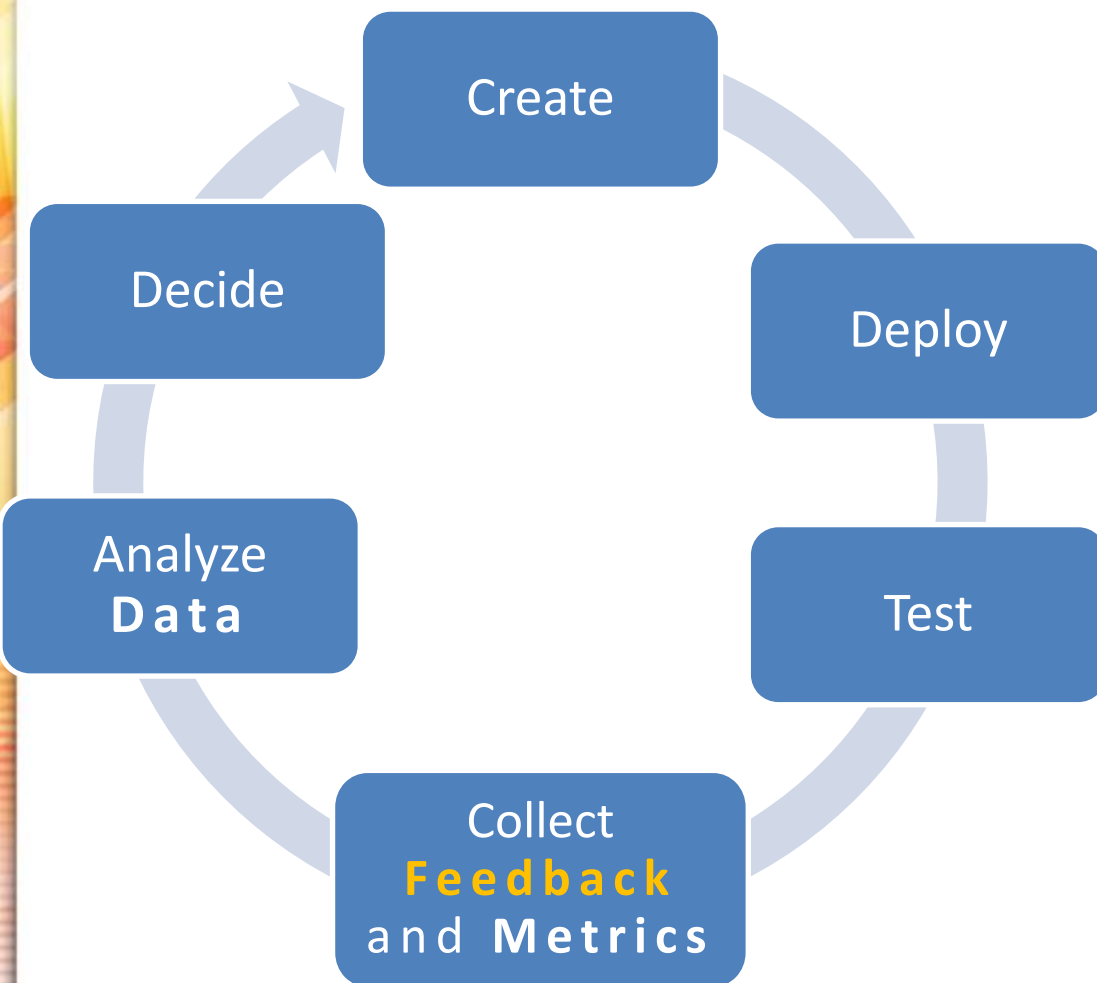 Create
Deploy
Test
Collect
Feedback
and Metrics
Analyze
Data
Decide